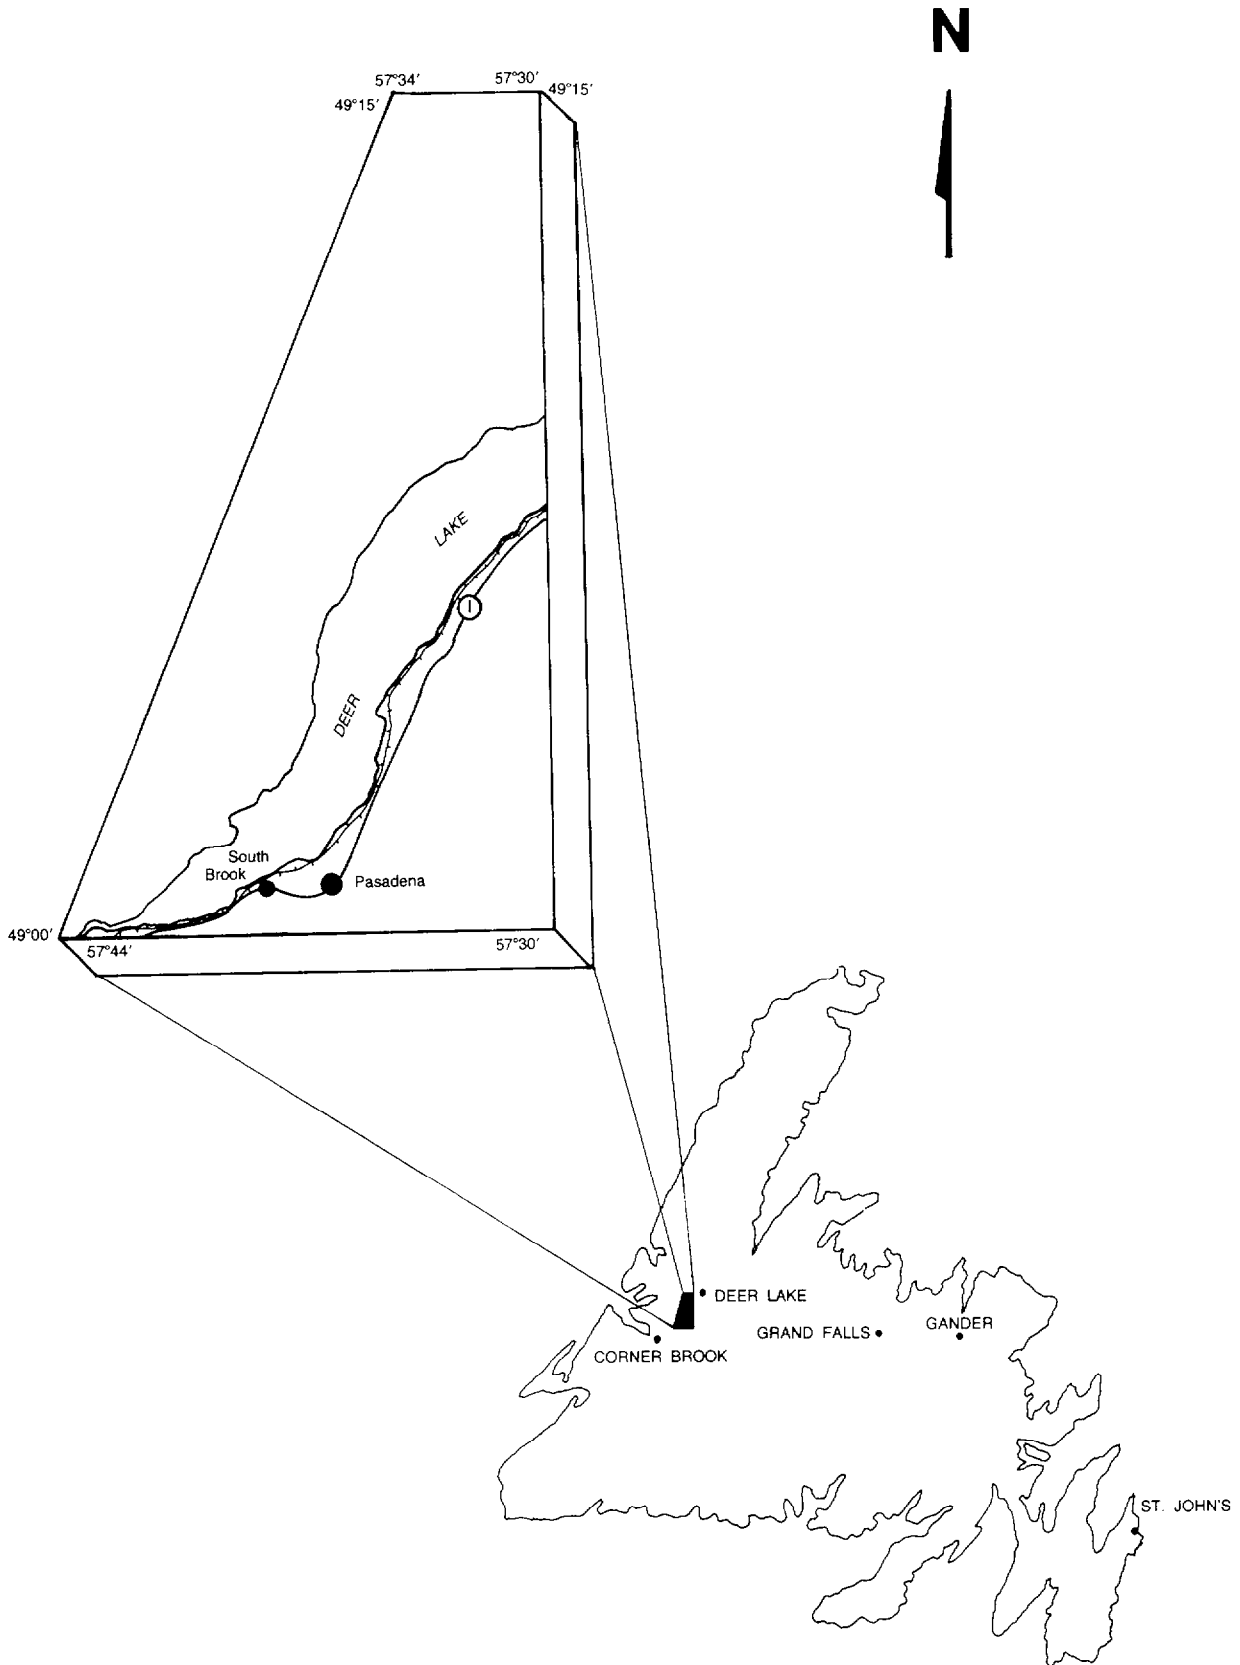 N
57°34'
57°30'
49°15'
49°15'
LAKE
I
DEER
South
Brook
Pasadena
49°00'
57°44'
57°30'
DEER LAKE
GRAND FALLS
GANDER
CORNER BROOK
ST. JOHN'S